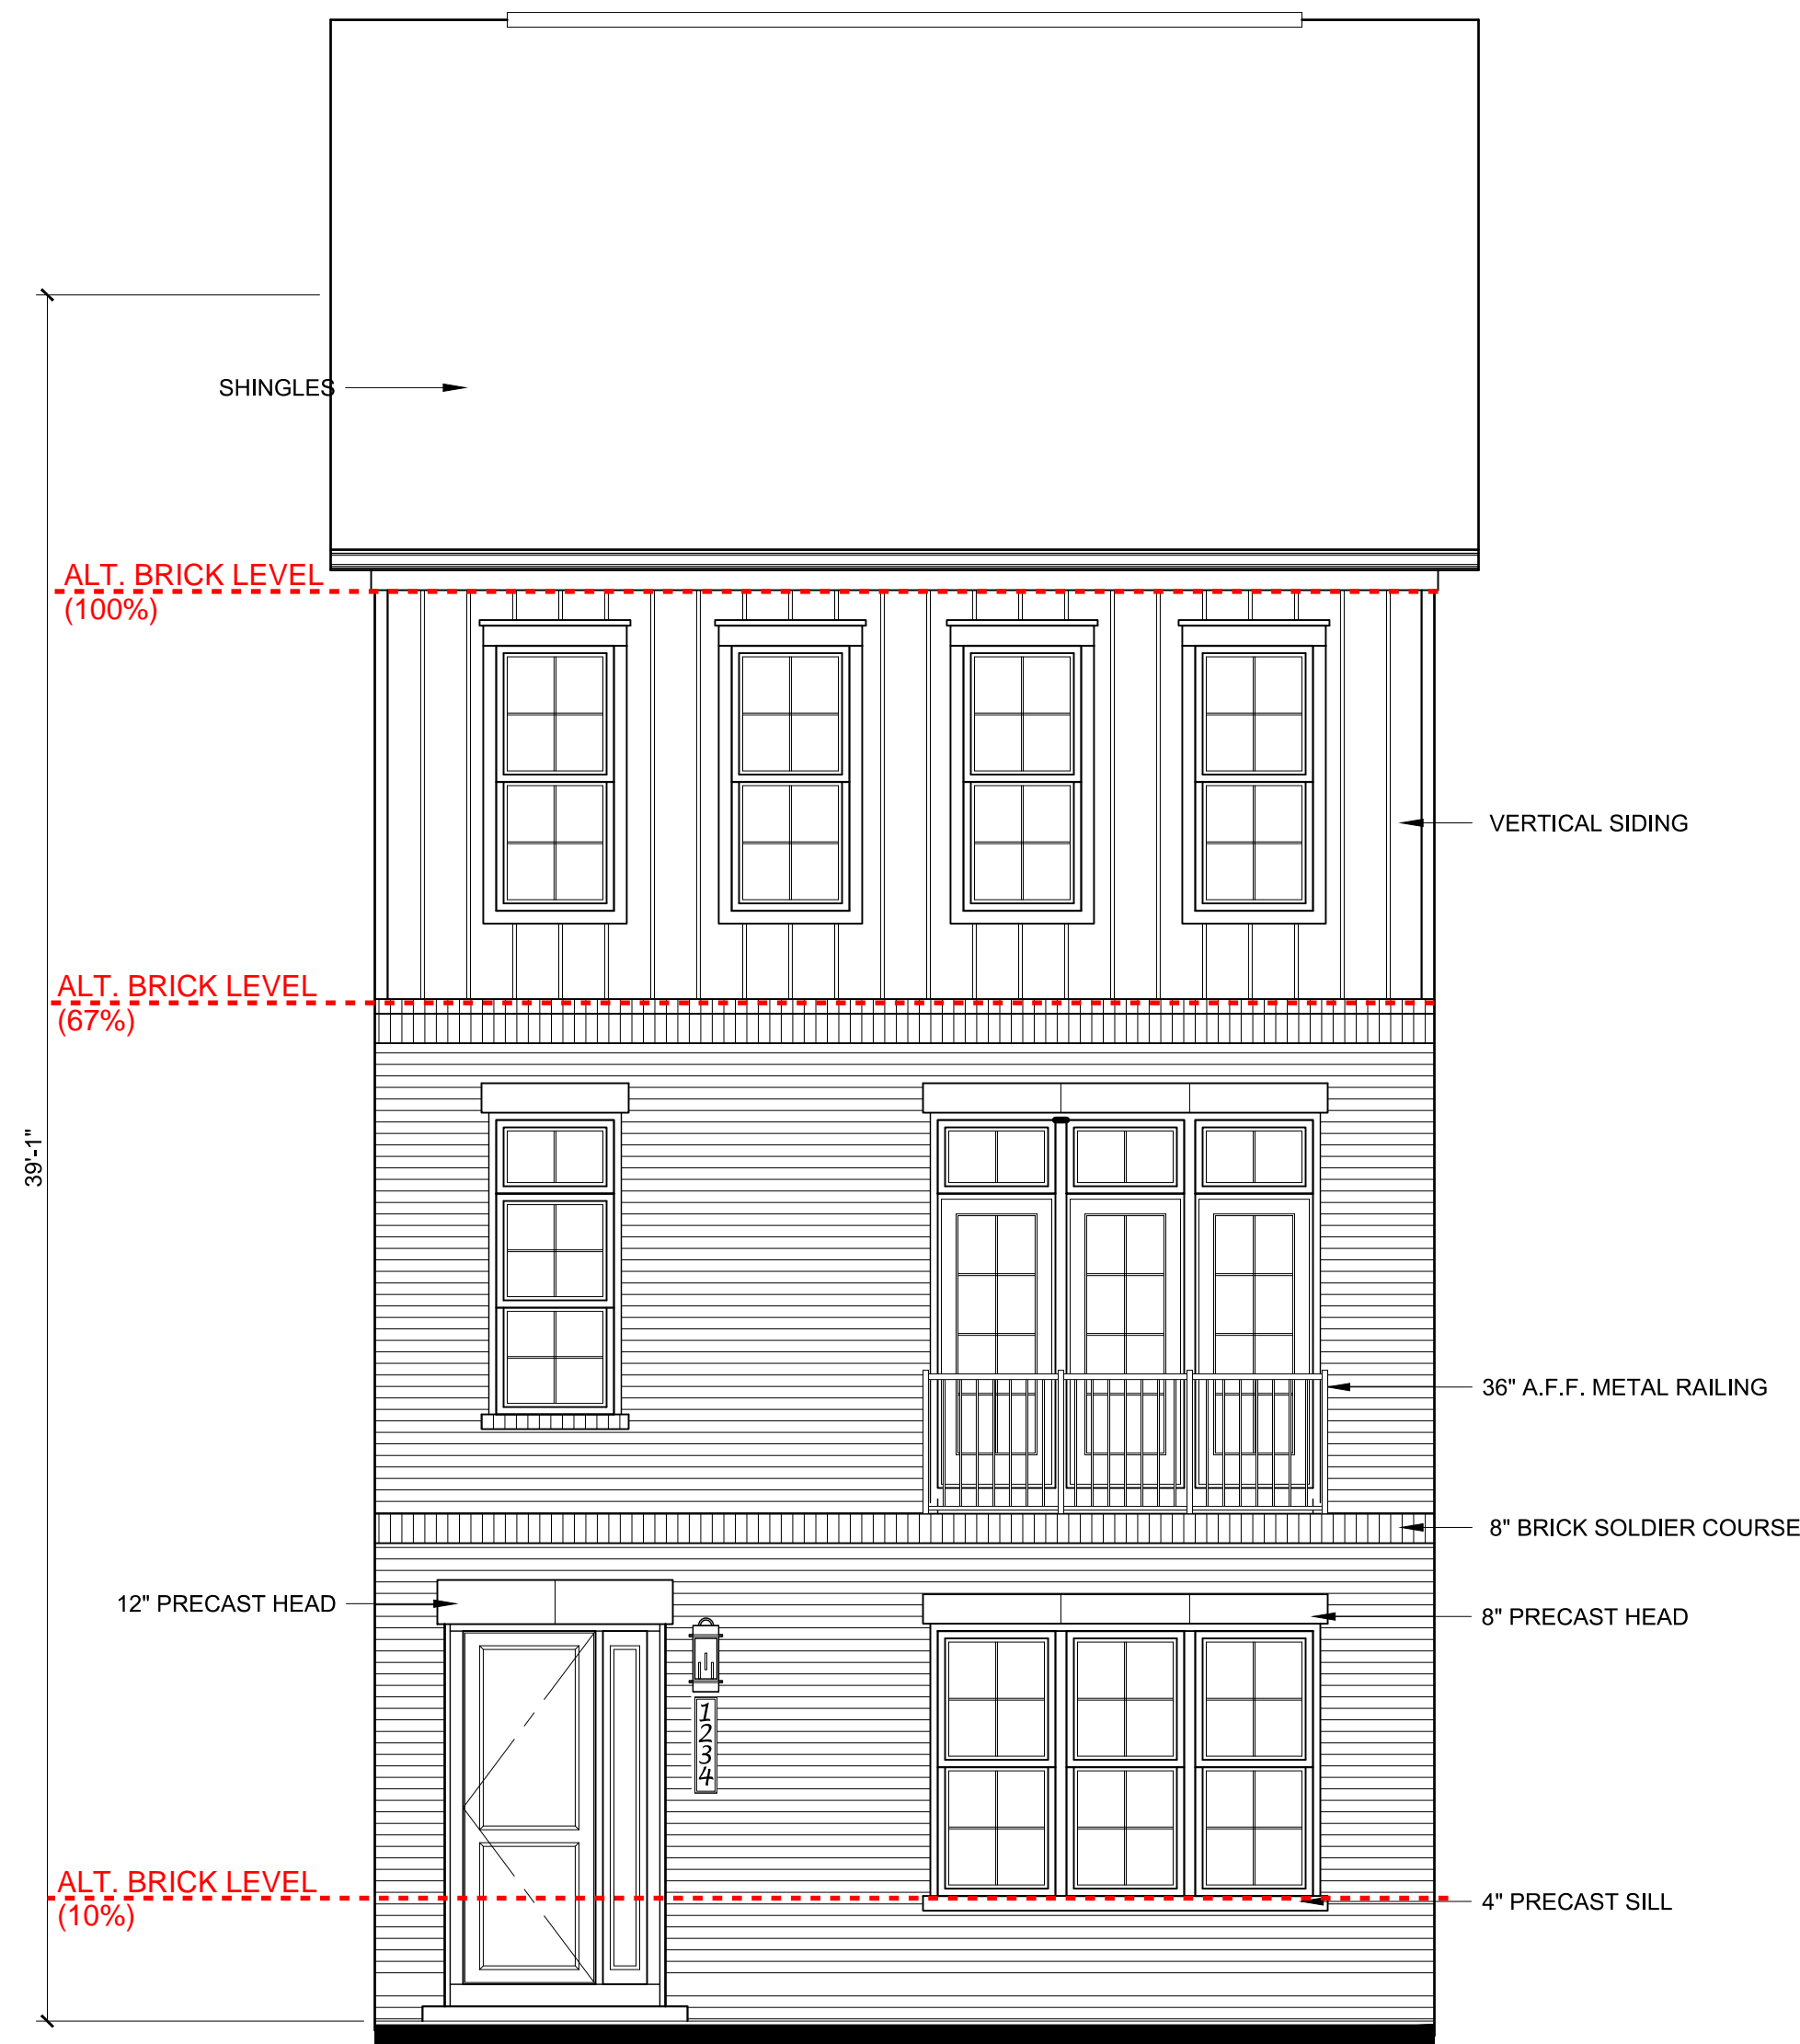 SHINGLES
ALT. BRICK LEVEL
(100%)
VERTICAL SIDING
ALT. BRICK LEVEL
(67%)
39'-1"
36" A.F.F. METAL RAILING
8" BRICK SOLDIER COURSE
12" PRECAST HEAD
8" PRECAST HEAD
1
2
3
4
ALT. BRICK LEVEL
(10%)
4" PRECAST SILL